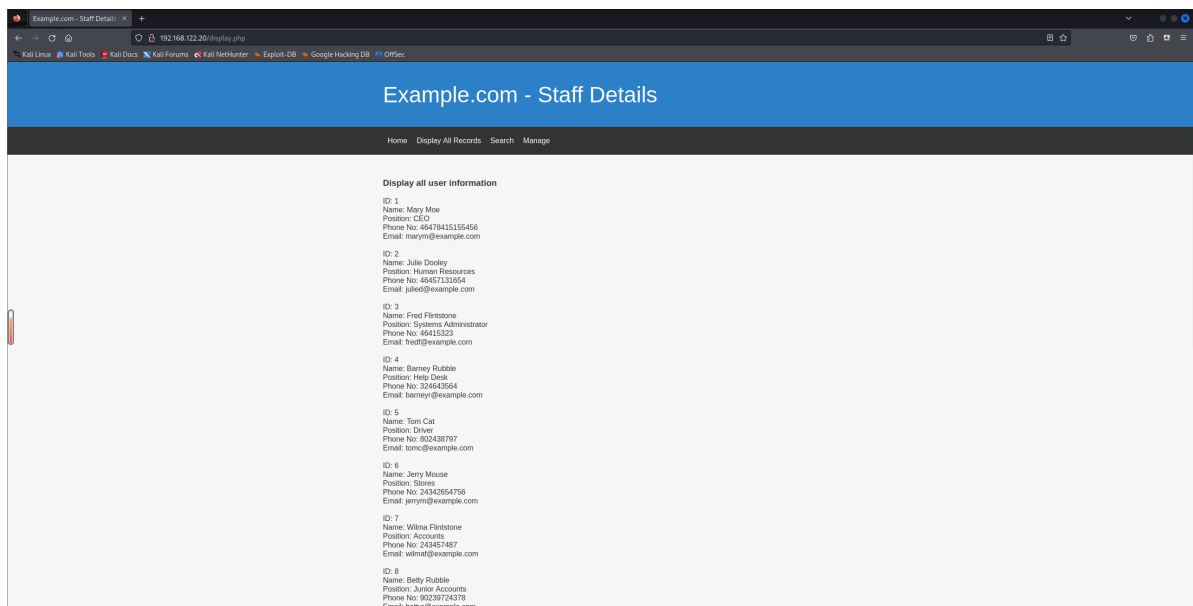 Example.com - Staff Details
192.168.122.20/display.php
Kali Linux Kali Tools Kali Docs Kali Forums Kali NetHunter Exploit-DB Google Hacking DB OffSec
Example.com - Staff Details
Home Display All Records Search Manage
Display all user information
ID: 1
Name: Mary Moe
Position: CEO
Phone No: 46478415155456
Email: marym@example.com
ID: 2
Name: Julie Dooley
Position: Human Resources
Phone No: 46457131654
Email: julied@example.com
ID: 3
Name: Fred Flintstone
Position: Systems Administrator
Phone No: 46415323
Email: fredf@example.com
ID: 4
Name: Barney Rubble
Position: Help Desk
Phone No: 324643564
Email: barneyr@example.com
ID: 5
Name: Tom Cat
Position: Driver
Phone No: 802438797
Email: tomc@example.com
ID: 6
Name: Jerry Mouse
Position: Stores
Phone No: 24342654756
Email: jerrym@example.com
ID: 7
Name: Wilma Flintstone
Position: Accounts
Phone No: 243457487
Email: wilmaf@example.com
ID: 8
Name: Betty Rubble
Position: Junior Accounts
Phone No: 90239724378